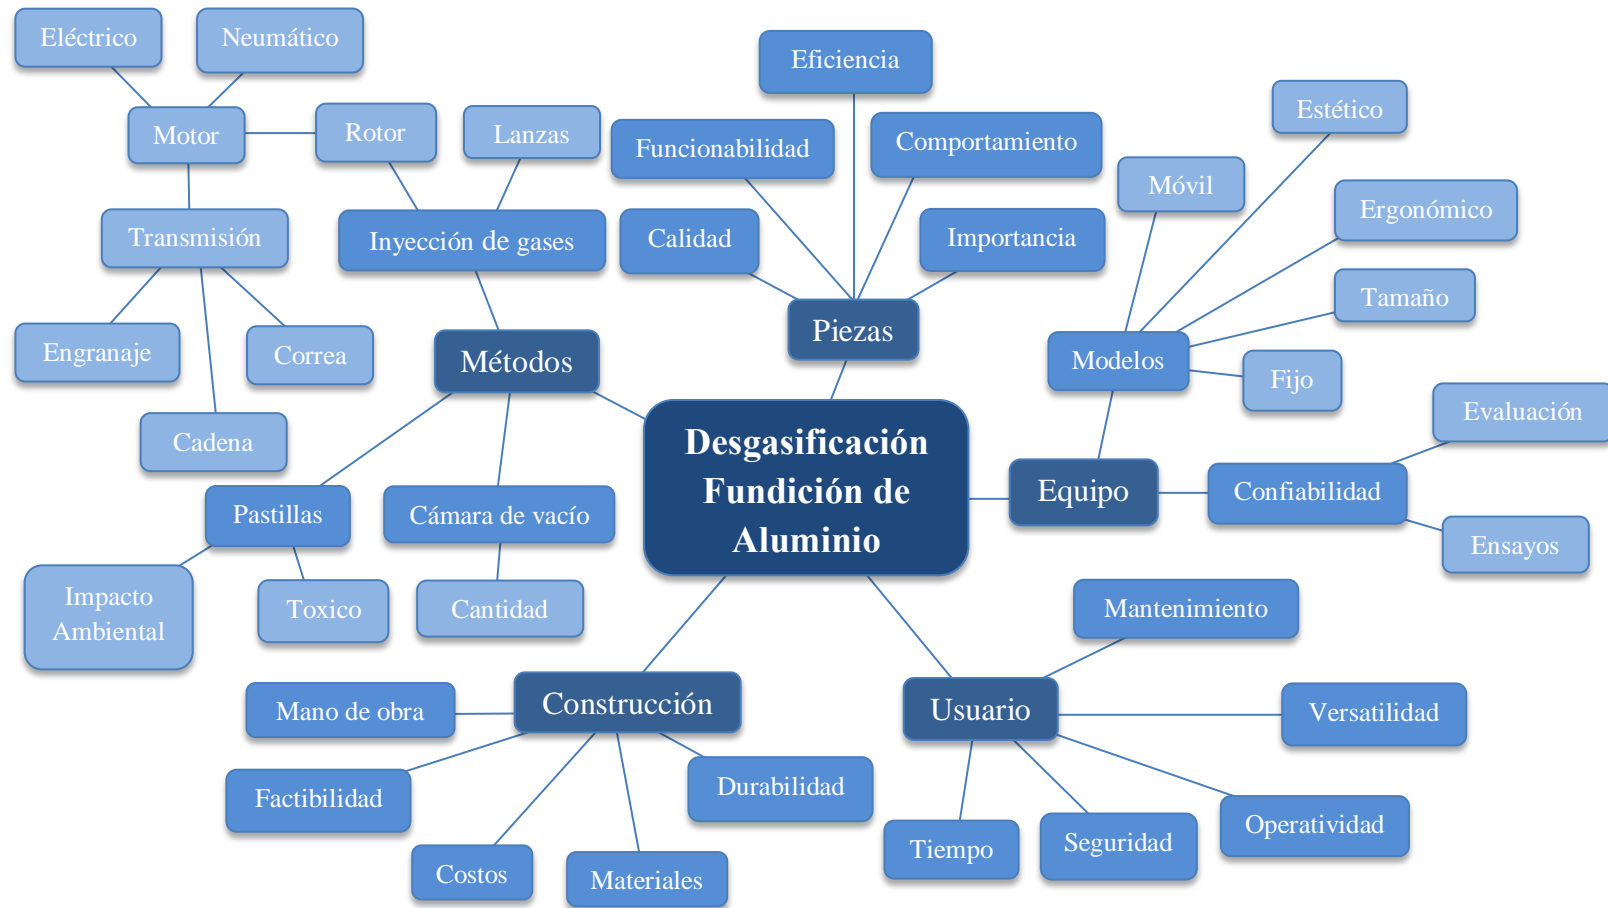 Eléctrico
Neumático
Eficiencia
Estético
Motor
Rotor
Lanzas
Funcionabilidad
Comportamiento
Móvil
Ergonómico
Transmisión
Inyección de gases
Calidad
Importancia
Tamaño
Engranaje
Correa
Métodos
Piezas
Modelos
Fijo
Cadena
Evaluación
Desgasificación
Fundición de
Aluminio
Equipo
Confiabilidad
Pastillas
Cámara de vacío
Ensayos
Impacto
Ambiental
Toxico
Cantidad
Mantenimiento
Construcción
Usuario
Mano de obra
Versatilidad
Factibilidad
Durabilidad
Operatividad
Costos
Materiales
Tiempo
Seguridad